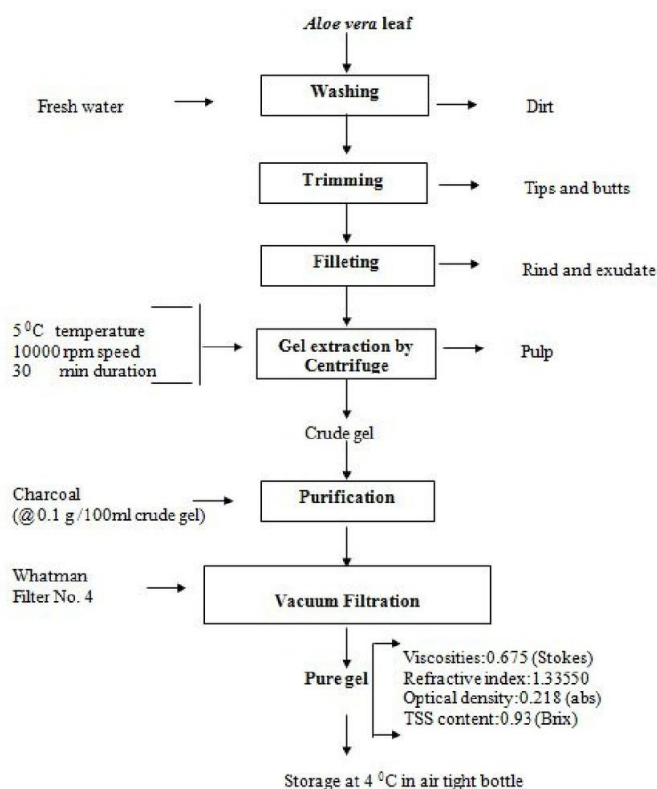 Aloe vera leaf
Fresh water
Washing
Dirt
Trimming
Tips and butts
Filleting
Rind and exudate
5 ⁰C temperature
10000 rpm speed
30 min duration
Gel extraction by
Centrifuge
Pulp
Crude gel
Charcoal
(@ 0.1 g /100ml crude gel)
Purification
Whatman
Filter No. 4
Vacuum Filtration
Pure gel
Viscosities:0.675 (Stokes)
Refractive index:1.33550
Optical density:0.218 (abs)
TSS content:0.93 (Brix)
Storage at 4 ⁰C in air tight bottle